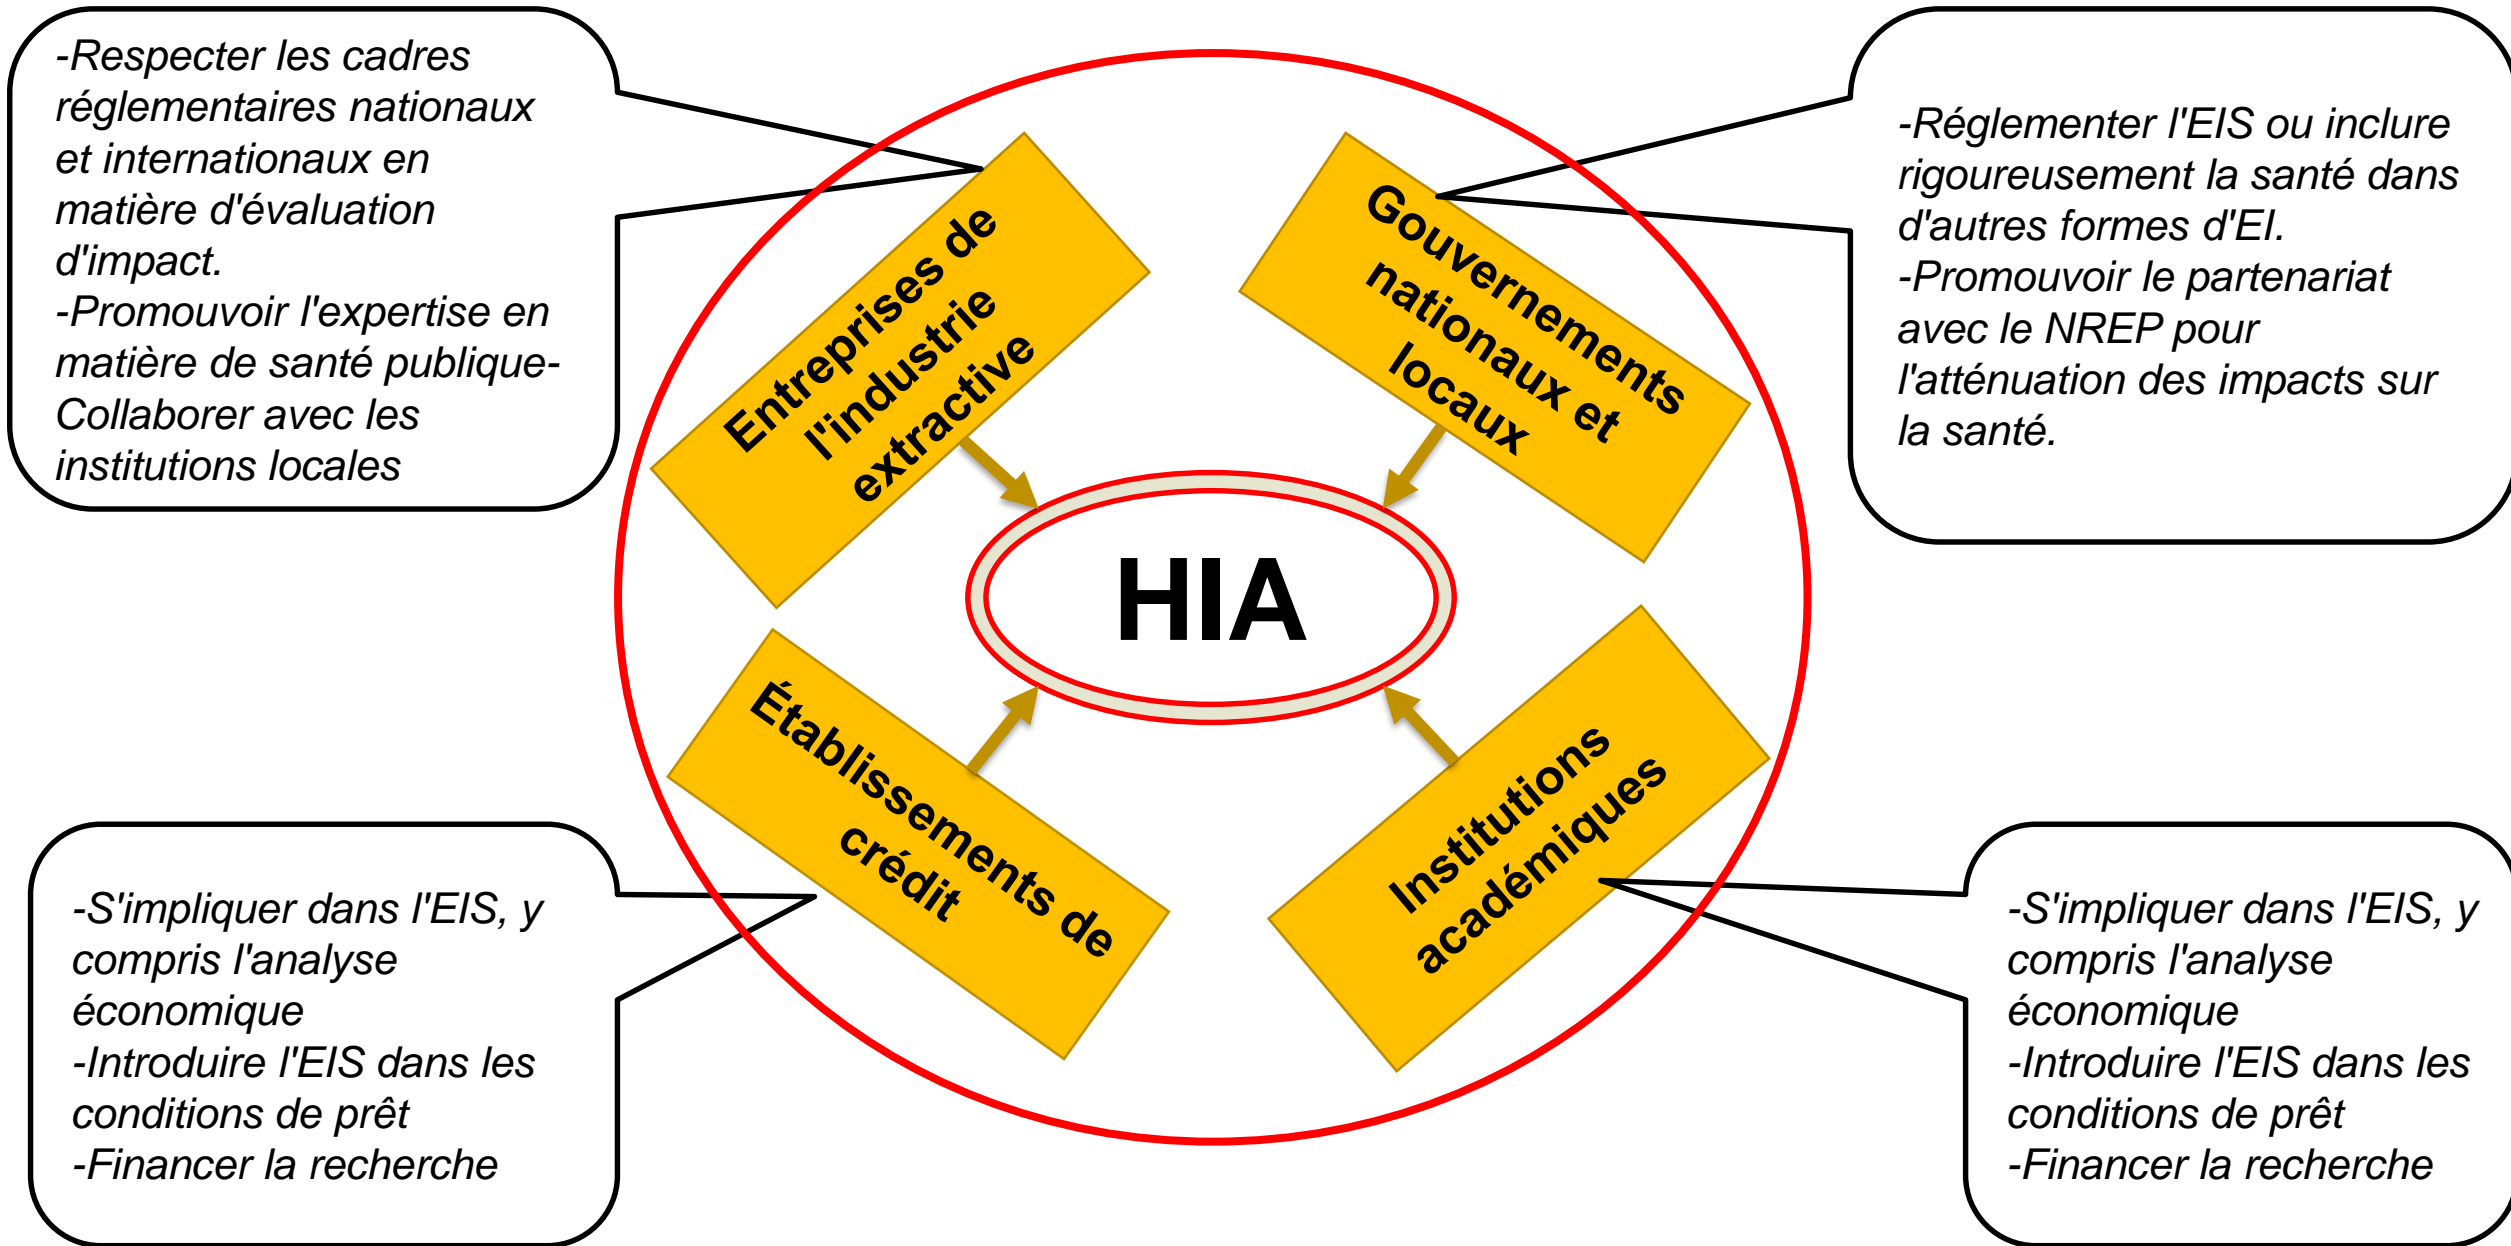 -Respecter les cadres
réglementaires nationaux
et internationaux en
matière d'évaluation
d'impact.
-Promouvoir l'expertise en
matière de santé publique-
Collaborer avec les
institutions locales
-Réglementer l'EIS ou inclure
rigoureusement la santé dans
d'autres formes d'EI.
-Promouvoir le partenariat
avec le NREP pour
l'atténuation des impacts sur
la santé.
Entreprises de
l'industrie
extractive
Gouvernements
nationaux et
locaux
HIA
Établissements de
crédit
Institutions
académiques
-S'impliquer dans l'EIS, y
compris l'analyse
économique
-Introduire l'EIS dans les
conditions de prêt
-Financer la recherche
-S'impliquer dans l'EIS, y
compris l'analyse
économique
-Introduire l'EIS dans les
conditions de prêt
-Financer la recherche